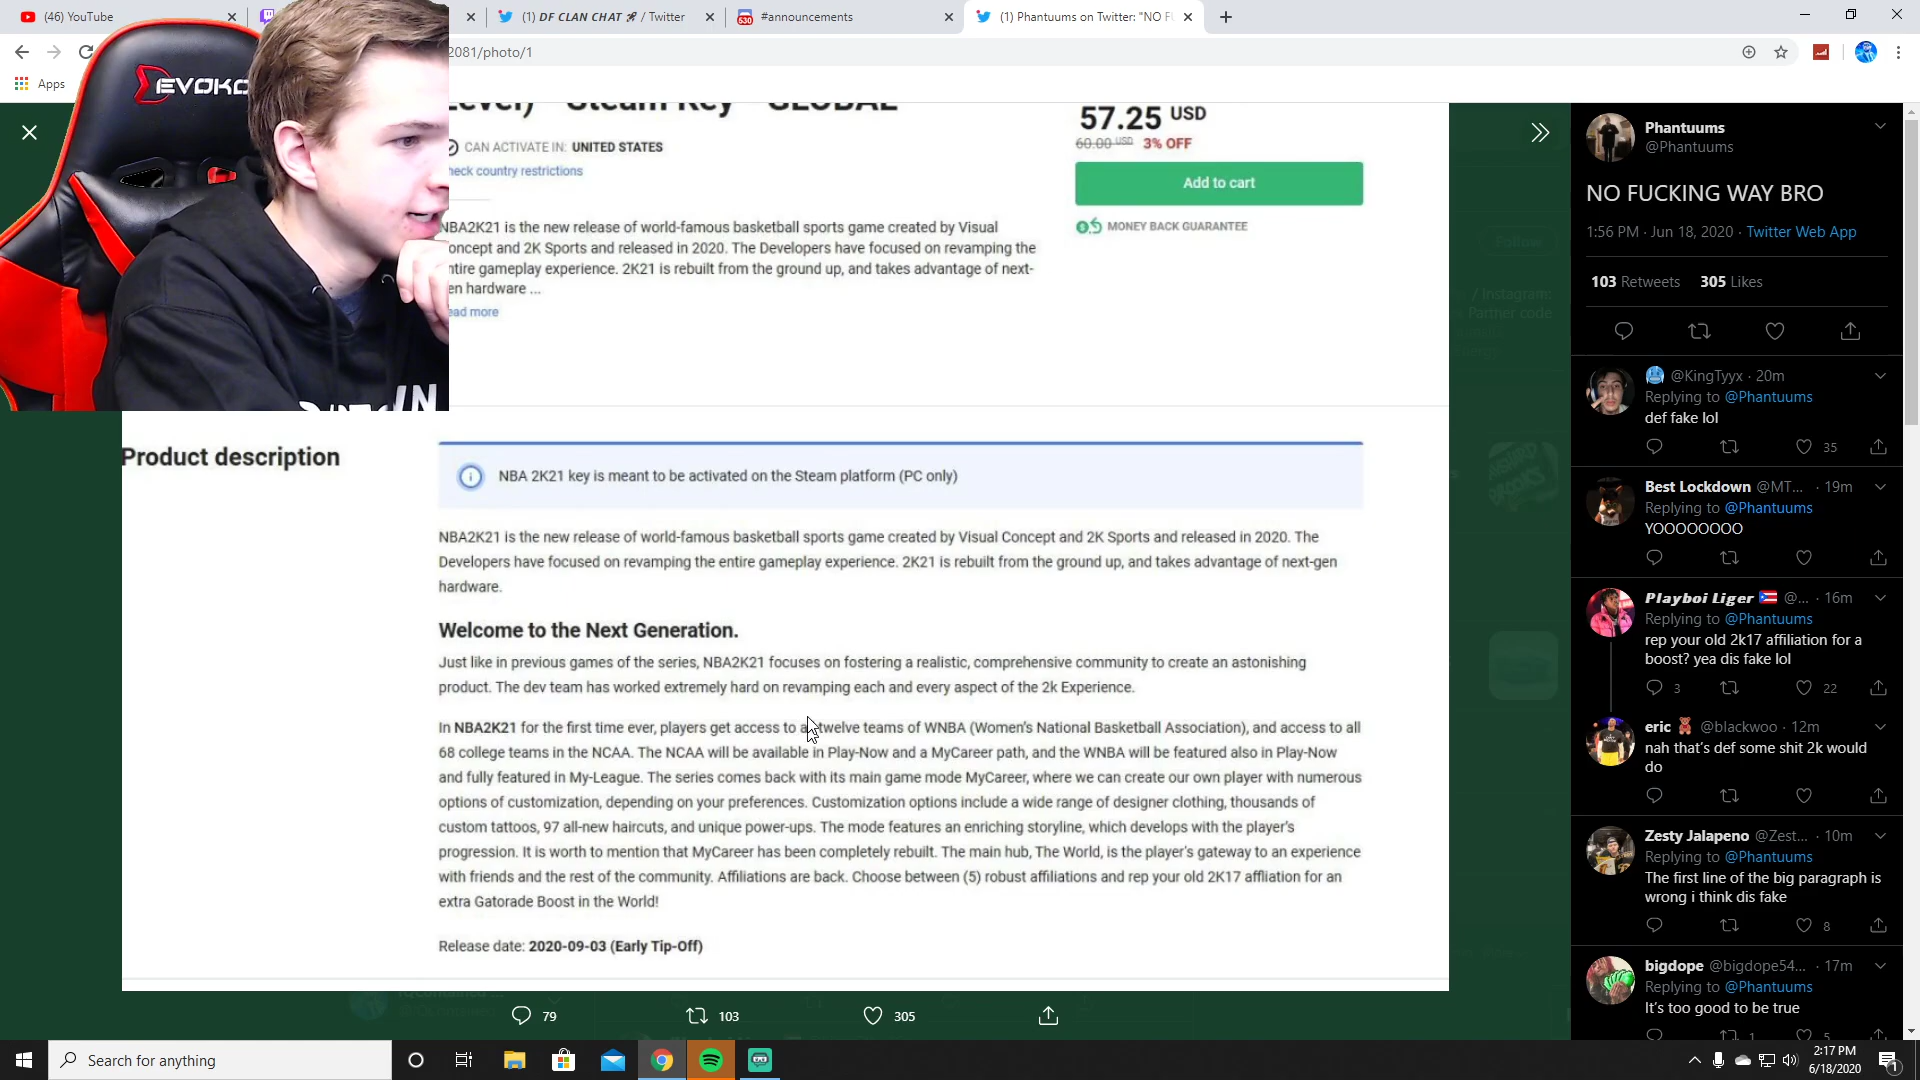 (46) YouTube
(1) DF CLAN CHAT 🚀 / Twitter
#announcements
(1) Phantuums on Twitter: "NO FU
2081/photo/1
Apps
EVOKO
Level) - Steam Key - GLOBAL
CAN ACTIVATE IN: UNITED STATES
heck country restrictions
NBA2K21 is the new release of world-famous basketball sports game created by Visual
oncept and 2K Sports and released in 2020. The Developers have focused on revamping the
ntire gameplay experience. 2K21 is rebuilt from the ground up, and takes advantage of next-
en hardware ...
ead more
57.25 USD
60.00 USD 3% OFF
Add to cart
MONEY BACK GUARANTEE
Product description
NBA 2K21 key is meant to be activated on the Steam platform (PC only)
NBA2K21 is the new release of world-famous basketball sports game created by Visual Concept and 2K Sports and released in 2020. The
Developers have focused on revamping the entire gameplay experience. 2K21 is rebuilt from the ground up, and takes advantage of next-gen
hardware.
Welcome to the Next Generation.
Just like in previous games of the series, NBA2K21 focuses on fostering a realistic, comprehensive community to create an astonishing
product. The dev team has worked extremely hard on revamping each and every aspect of the 2k Experience.
In NBA2K21 for the first time ever, players get access to all twelve teams of WNBA (Women's National Basketball Association), and access to all
68 college teams in the NCAA. The NCAA will be available in Play-Now and a MyCareer path, and the WNBA will be featured also in Play-Now
and fully featured in My-League. The series comes back with its main game mode MyCareer, where we can create our own player with numerous
options of customization, depending on your preferences. Customization options include a wide range of designer clothing, thousands of
custom tattoos, 97 all-new haircuts, and unique power-ups. The mode features an enriching storyline, which develops with the player's
progression. It is worth to mention that MyCareer has been completely rebuilt. The main hub, The World, is the player's gateway to an experience
with friends and the rest of the community. Affiliations are back. Choose between (5) robust affiliations and rep your old 2K17 affliation for an
extra Gatorade Boost in the World!
Release date: 2020-09-03 (Early Tip-Off)
79
103
305
Follow
/ Instagram:
Partner code
Phantuums
@Phantuums
NO FUCKING WAY BRO
1:56 PM · Jun 18, 2020 · Twitter Web App
103 Retweets 305 Likes
🥶 @KingTyyx · 20m
Replying to @Phantuums
def fake lol
35
Best Lockdown @MT... · 19m
Replying to @Phantuums
YOOOOOOOO
Playboi Liger 🇵🇷 @... · 16m
Replying to @Phantuums
rep your old 2k17 affiliation for a
boost? yea dis fake lol
3
22
eric 🧸 @blackwoo · 12m
nah that's def some shit 2k would
do
Zesty Jalapeno @Zest... · 10m
Replying to @Phantuums
The first line of the big paragraph is
wrong i think dis fake
8
bigdope @bigdope54... · 17m
Replying to @Phantuums
It's too good to be true
1
5
Search for anything
2:17 PM
6/18/2020
1